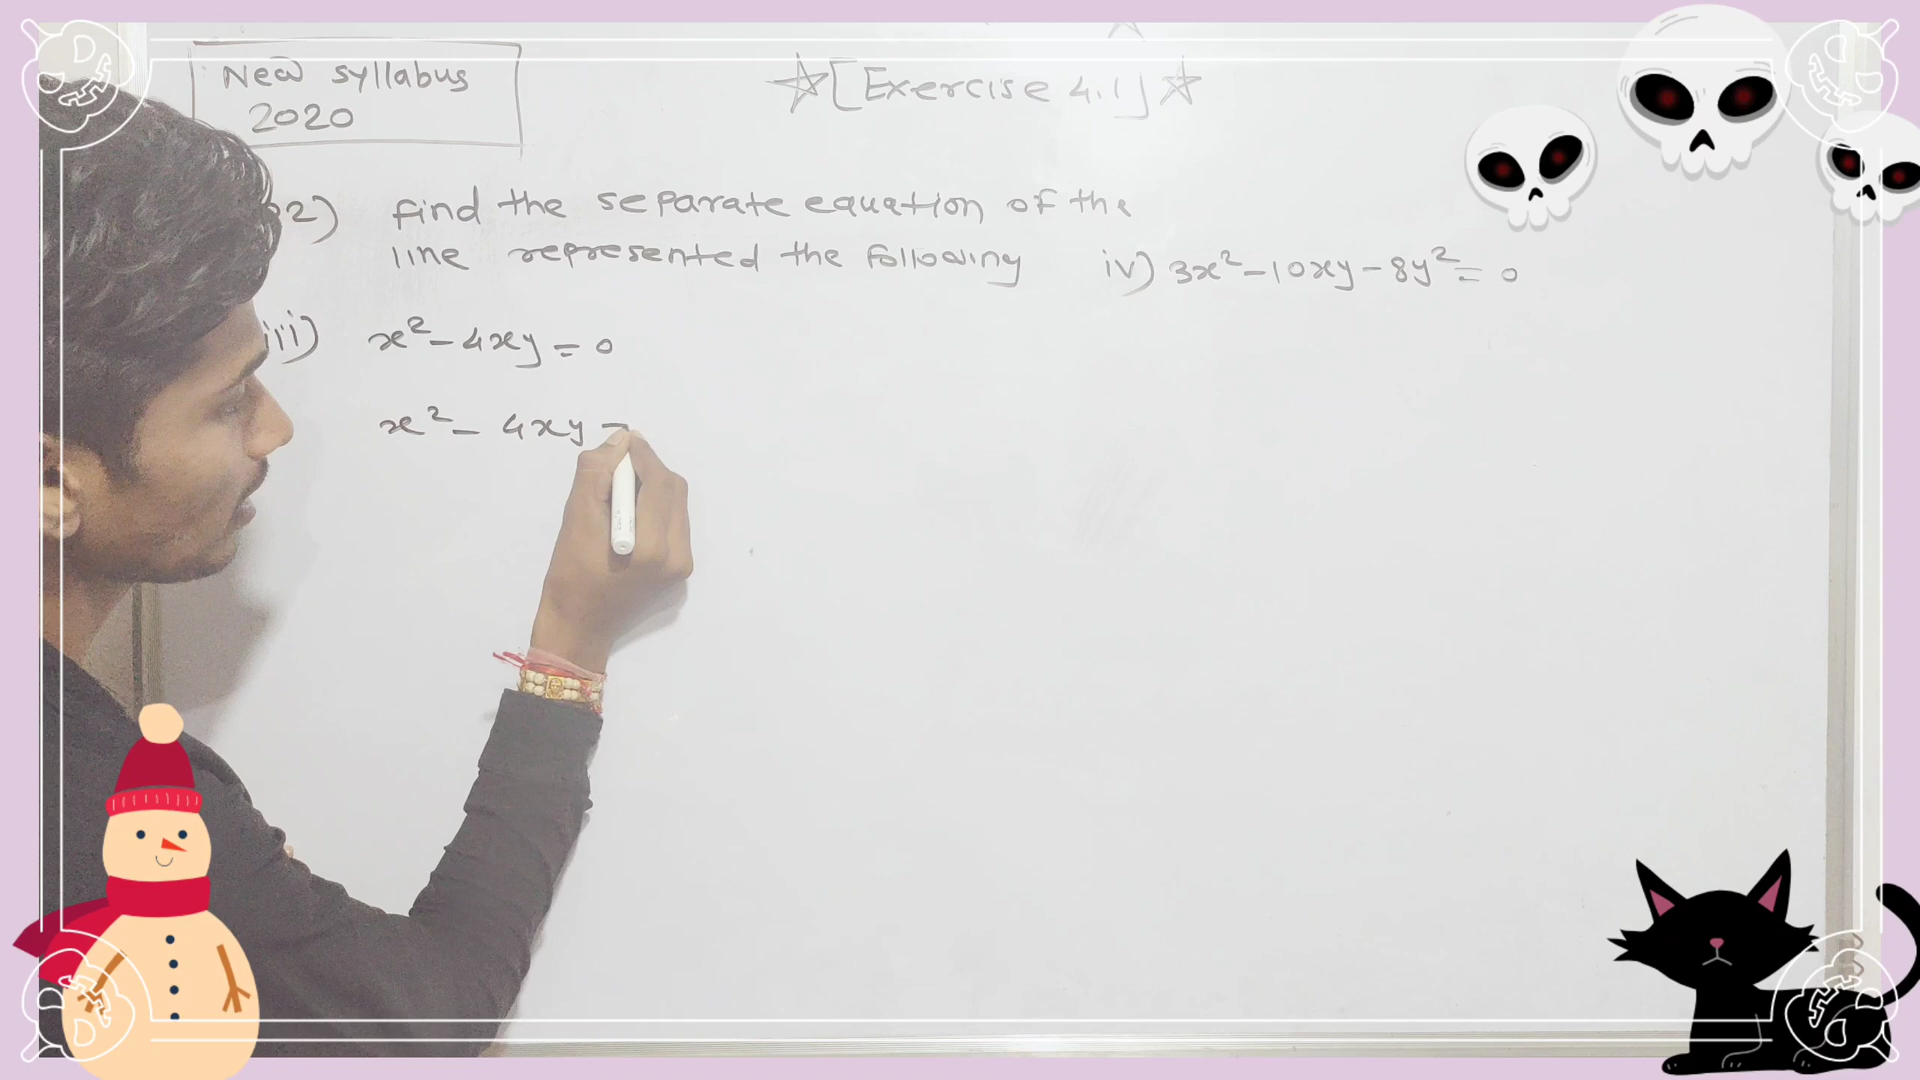 New syllabus
2020
☆[Exercise 4.1]☆
2) find the separate equation of the
line represented the following
iii) x² - 4xy = 0
x² - 4xy =
iv) 3x² - 10xy - 8y² = 0